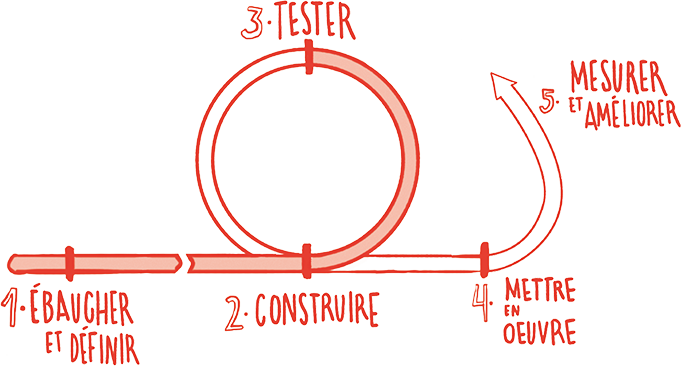 1. ÉBAUCHER
ET DÉFINIR
2. CONSTRUIRE
3. TESTER
4. METTRE
EN
OEUVRE
5. MESURER
ET AMÉLIORER